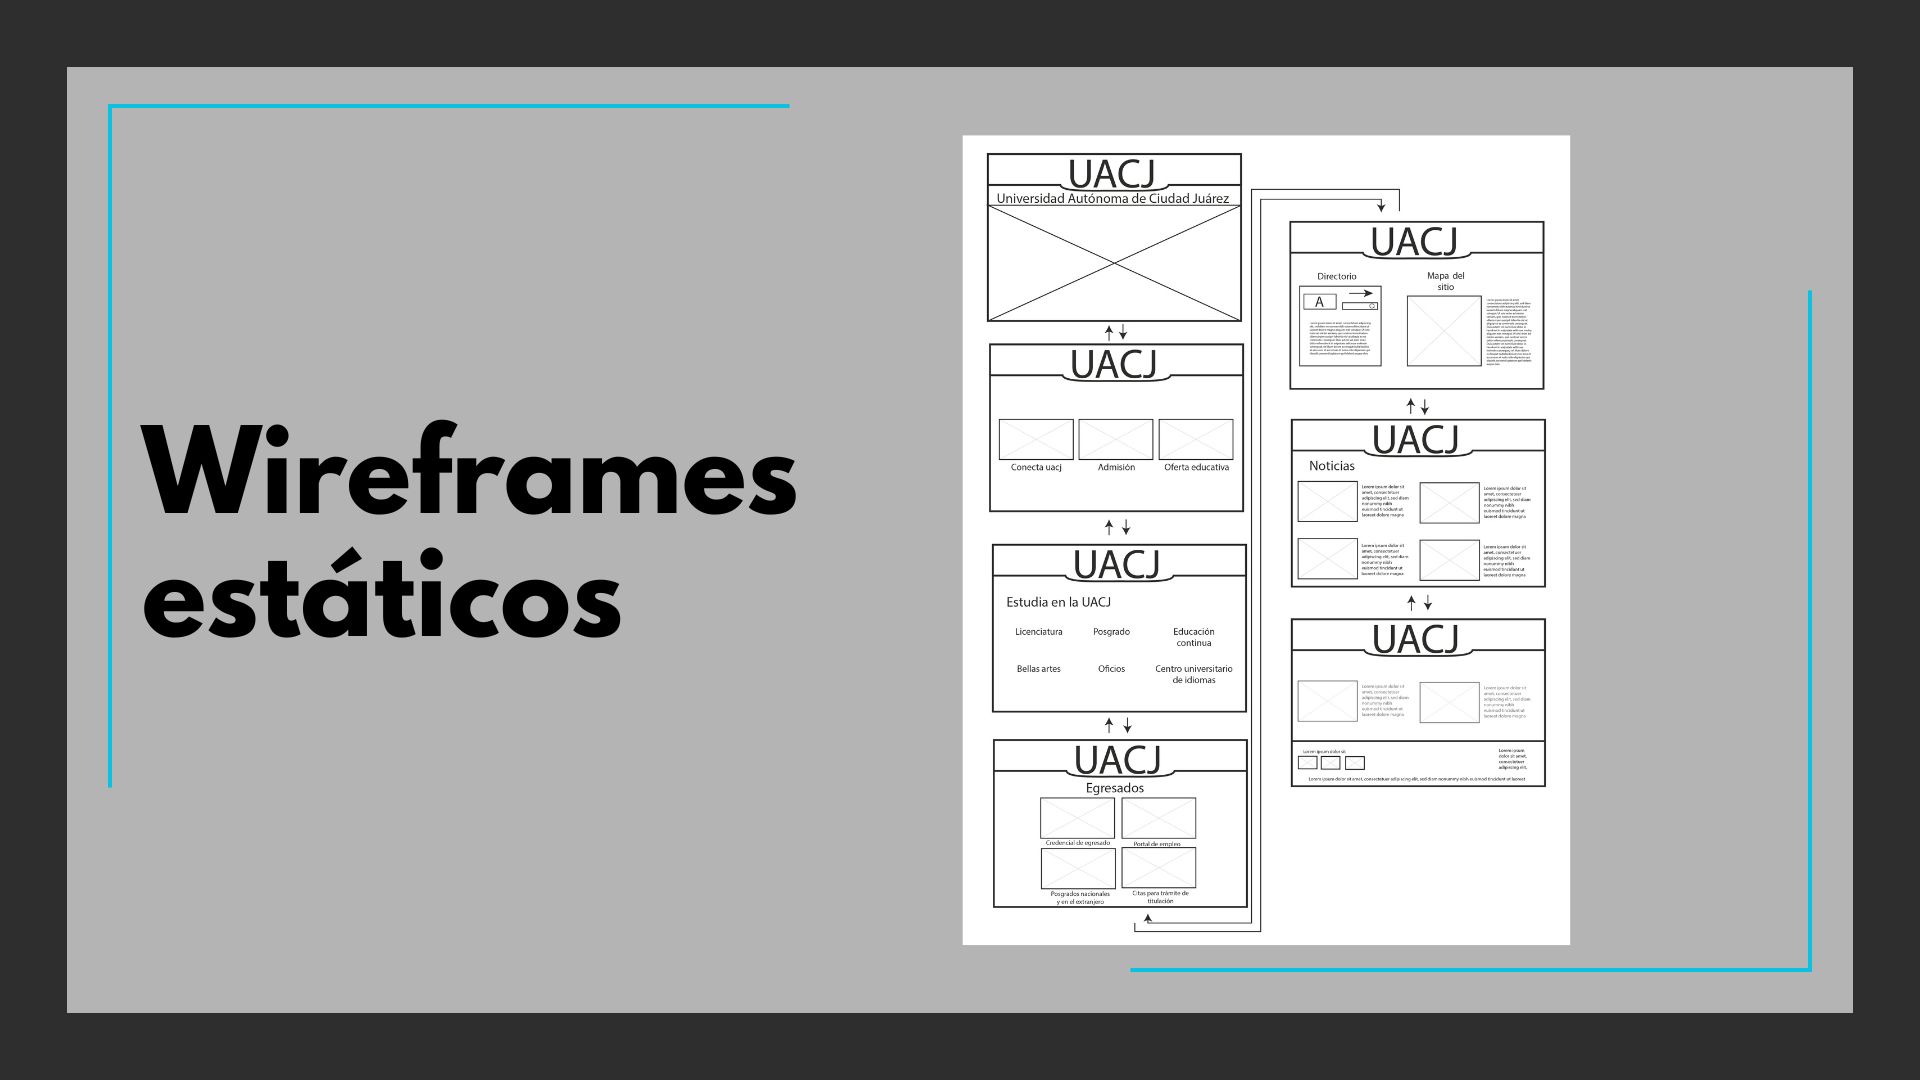 Wireframes
estáticos
UACJ
Universidad Autónoma de Ciudad Juárez
UACJ
Conecta uacj
Admisión
Oferta educativa
UACJ
Estudia en la UACJ
Licenciatura
Posgrado
Educación
continua
Bellas artes
Oficios
Centro universitario
de idiomas
UACJ
Egresados
Credencial de egresado
Portal de empleo
Posgrados nacionales
y en el extranjero
Citas para trámite de
titulación
UACJ
Directorio
A
Mapa del
sitio
UACJ
Noticias
Lorem ipsum dolor sit
amet, consectetuer
adipiscing elit, sed diam
nonummy nibh
euismod tincidunt ut
laoreet dolore magna
Lorem ipsum dolor sit
amet, consectetuer
adipiscing elit, sed diam
nonummy nibh
euismod tincidunt ut
laoreet dolore magna
Lorem ipsum dolor sit
amet, consectetuer
adipiscing elit, sed diam
nonummy nibh
euismod tincidunt ut
laoreet dolore magna
Lorem ipsum dolor sit
amet, consectetuer
adipiscing elit, sed diam
nonummy nibh
euismod tincidunt ut
laoreet dolore magna
UACJ
Lorem ipsum dolor sit
amet, consectetuer
adipiscing elit, sed diam
nonummy nibh
euismod tincidunt ut
laoreet dolore magna
Lorem ipsum dolor sit
amet, consectetuer
adipiscing elit, sed diam
nonummy nibh
euismod tincidunt ut
laoreet dolore magna
Lorem ipsum dolor sit
Lorem ipsum
dolor sit amet,
consectetuer
adipiscing elit,
Lorem ipsum dolor sit amet, consectetuer adipiscing elit, sed diam nonummy nibh euismod tincidunt ut laoreet